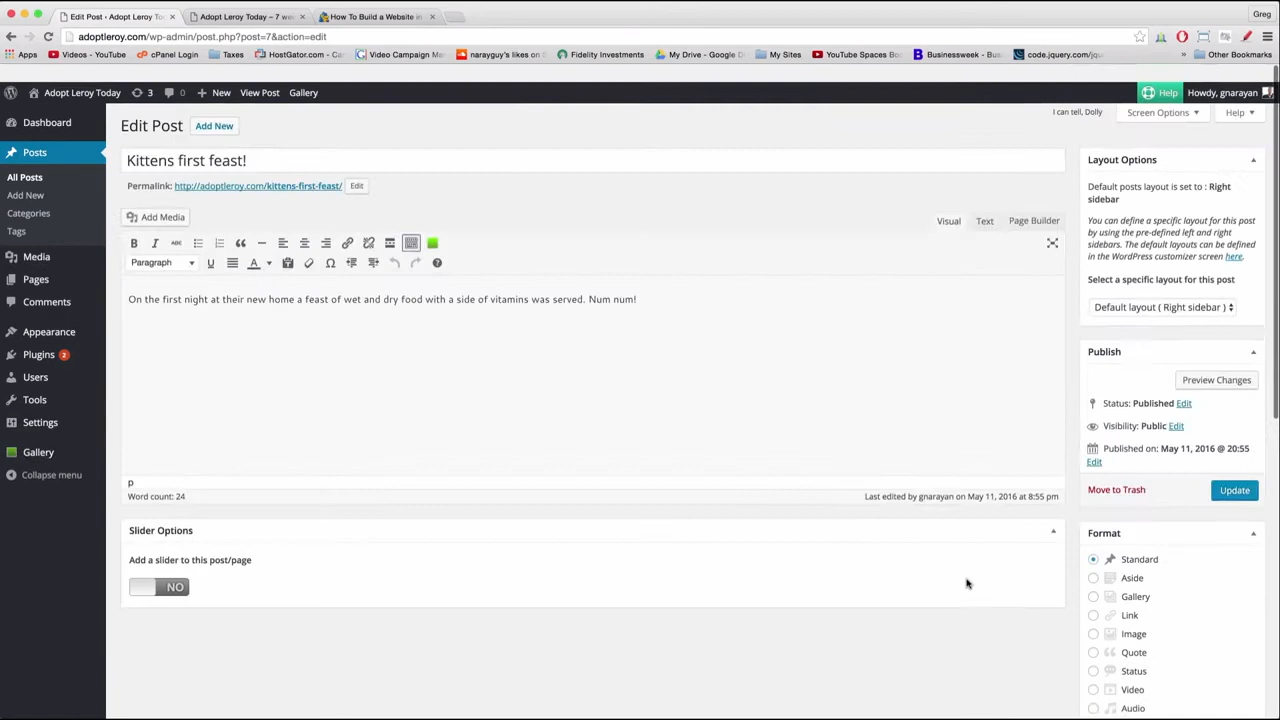 Edit Post ‹ Adopt Leroy To
Adopt Leroy Today – 7 we
How To Build a Website in
Greg
adoptleroy.com/wp-admin/post.php?post=7&action=edit
Apps
Videos - YouTube
cPanel Login
Taxes
HostGator.com - Ca
Video Campaign Ma
narayguy's likes on
Fidelity Investments
My Drive - Google D
My Sites
YouTube Spaces Bo
Businessweek - Bus
code.jquery.com/jqu
»
Other Bookmarks
Adopt Leroy Today
3
0
+ New
View Post
Gallery
Help
Howdy, gnarayan
Dashboard
Posts
All Posts
Add New
Categories
Tags
Media
Pages
Comments
Appearance
Plugins 2
Users
Tools
Settings
Gallery
Collapse menu
I can tell, Dolly
Screen Options
Help
Edit Post
Add New
Kittens first feast!
Permalink: http://adoptleroy.com/kittens-first-feast/ Edit
Add Media
Visual
Text
Page Builder
B I ABC
Paragraph
U
A
On the first night at their new home a feast of wet and dry food with a side of vitamins was served. Num num!
p
Word count: 24
Last edited by gnarayan on May 11, 2016 at 8:55 pm
Slider Options
Add a slider to this post/page
NO
Layout Options
Default posts layout is set to : Right
sidebar
You can define a specific layout for this post
by using the pre-defined left and right
sidebars. The default layouts can be defined
in the WordPress customizer screen here.
Select a specific layout for this post
Default layout ( Right sidebar )
Publish
Preview Changes
Status: Published Edit
Visibility: Public Edit
Published on: May 11, 2016 @ 20:55
Edit
Move to Trash
Update
Format
Standard
Aside
Gallery
Link
Image
Quote
Status
Video
Audio